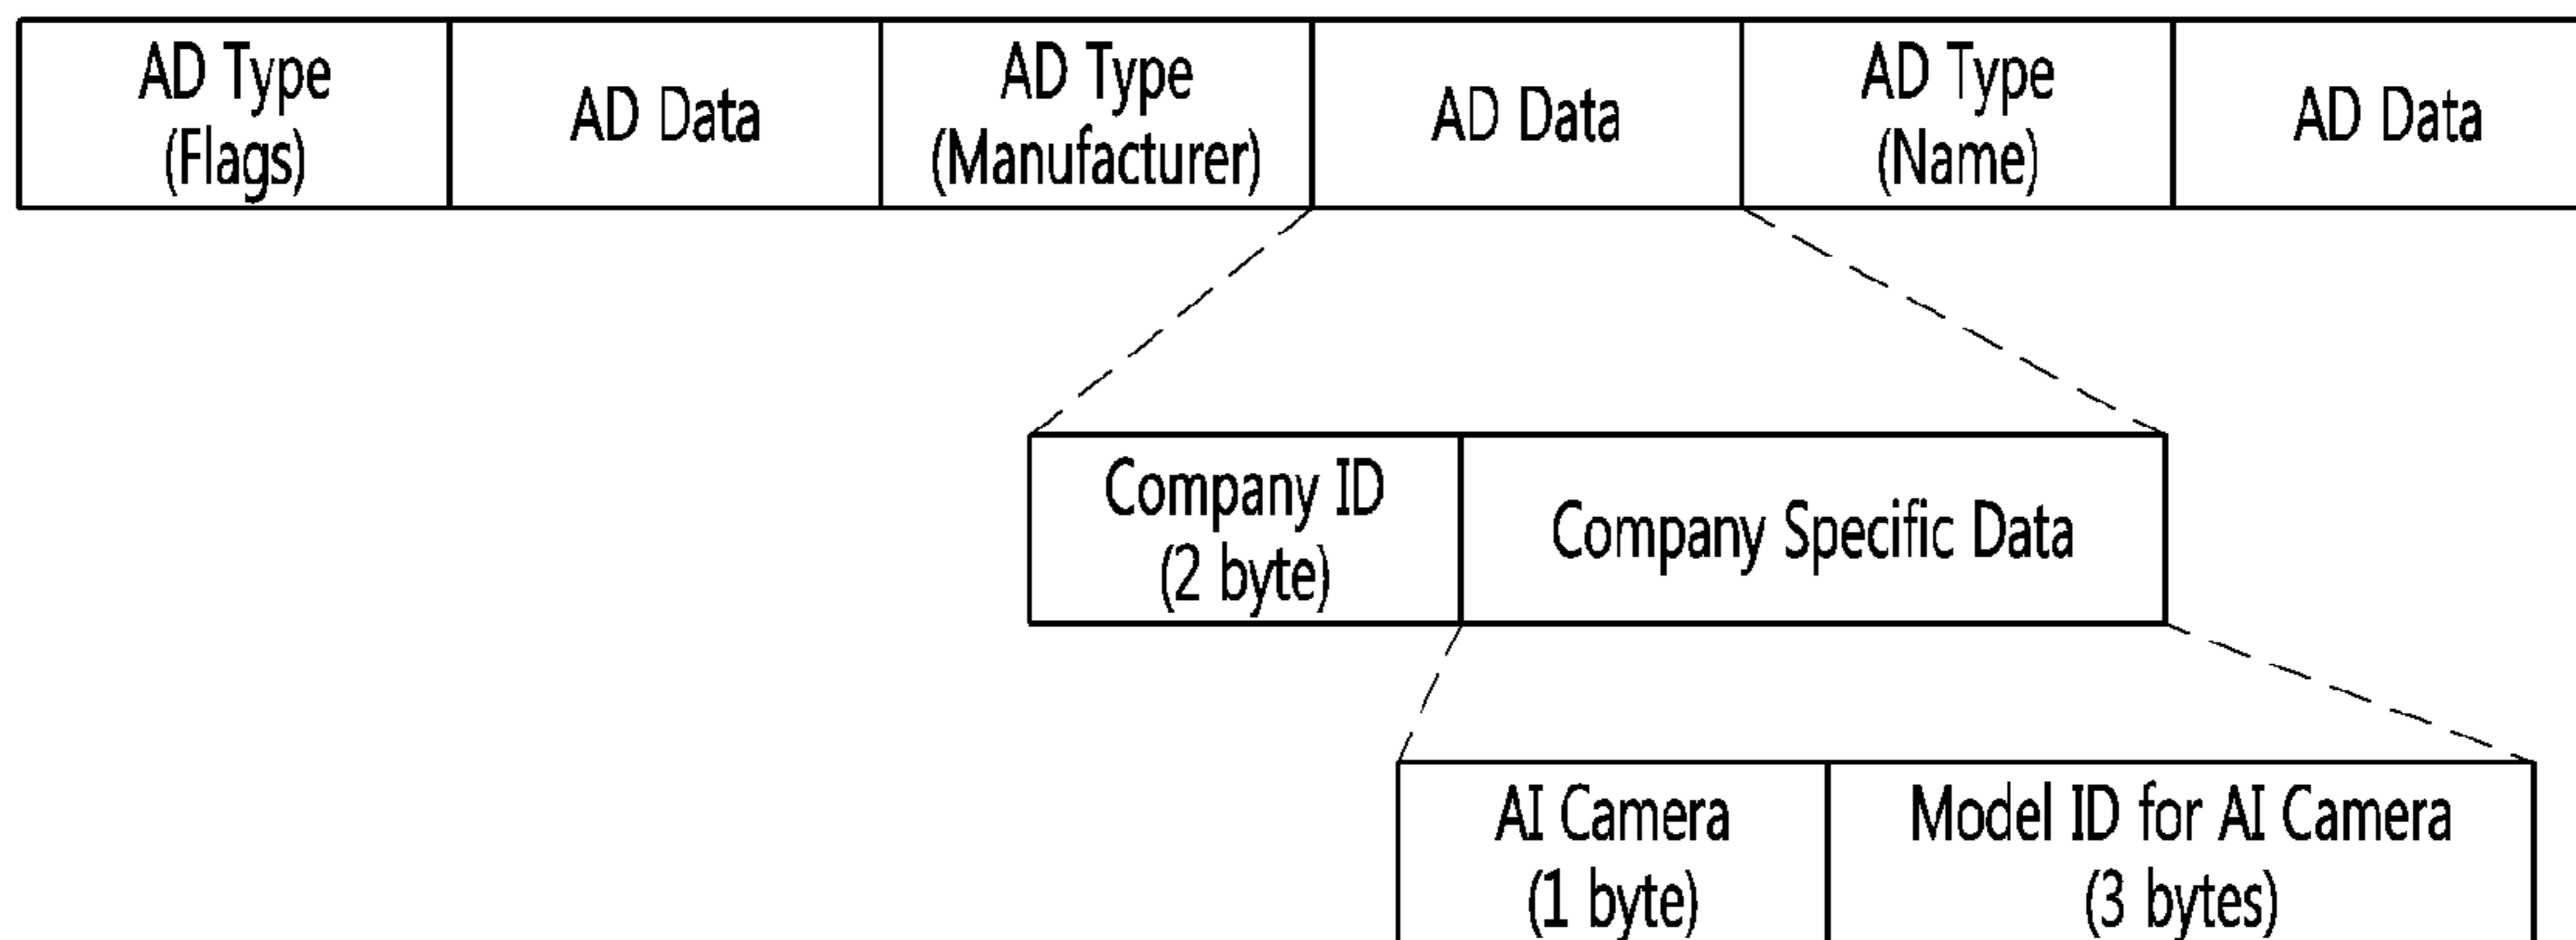 AD Type
(Flags)
AD Data
AD Type
(Manufacturer)
AD Data
AD Type
(Name)
AD Data
Company ID
(2 byte)
Company Specific Data
AI Camera
(1 byte)
Model ID for AI Camera
(3 bytes)